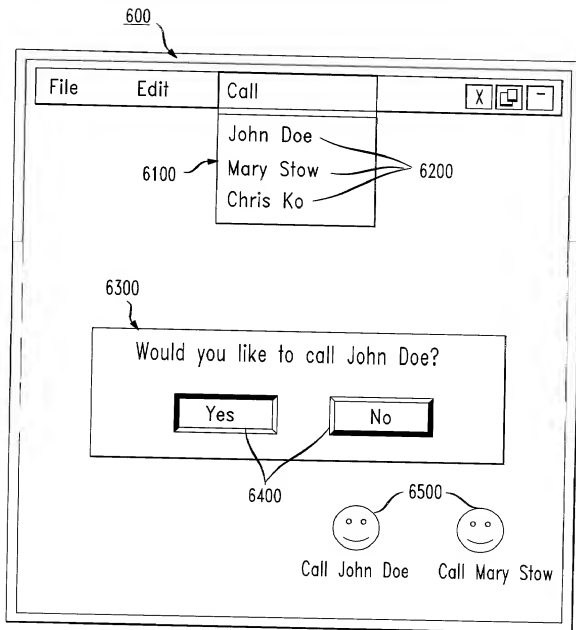 600
File Edit Call X
John Doe
6100 Mary Stow 6200
Chris Ko
6300
Would you like to call John Doe?
Yes No
6400 6500
Call John Doe Call Mary Stow